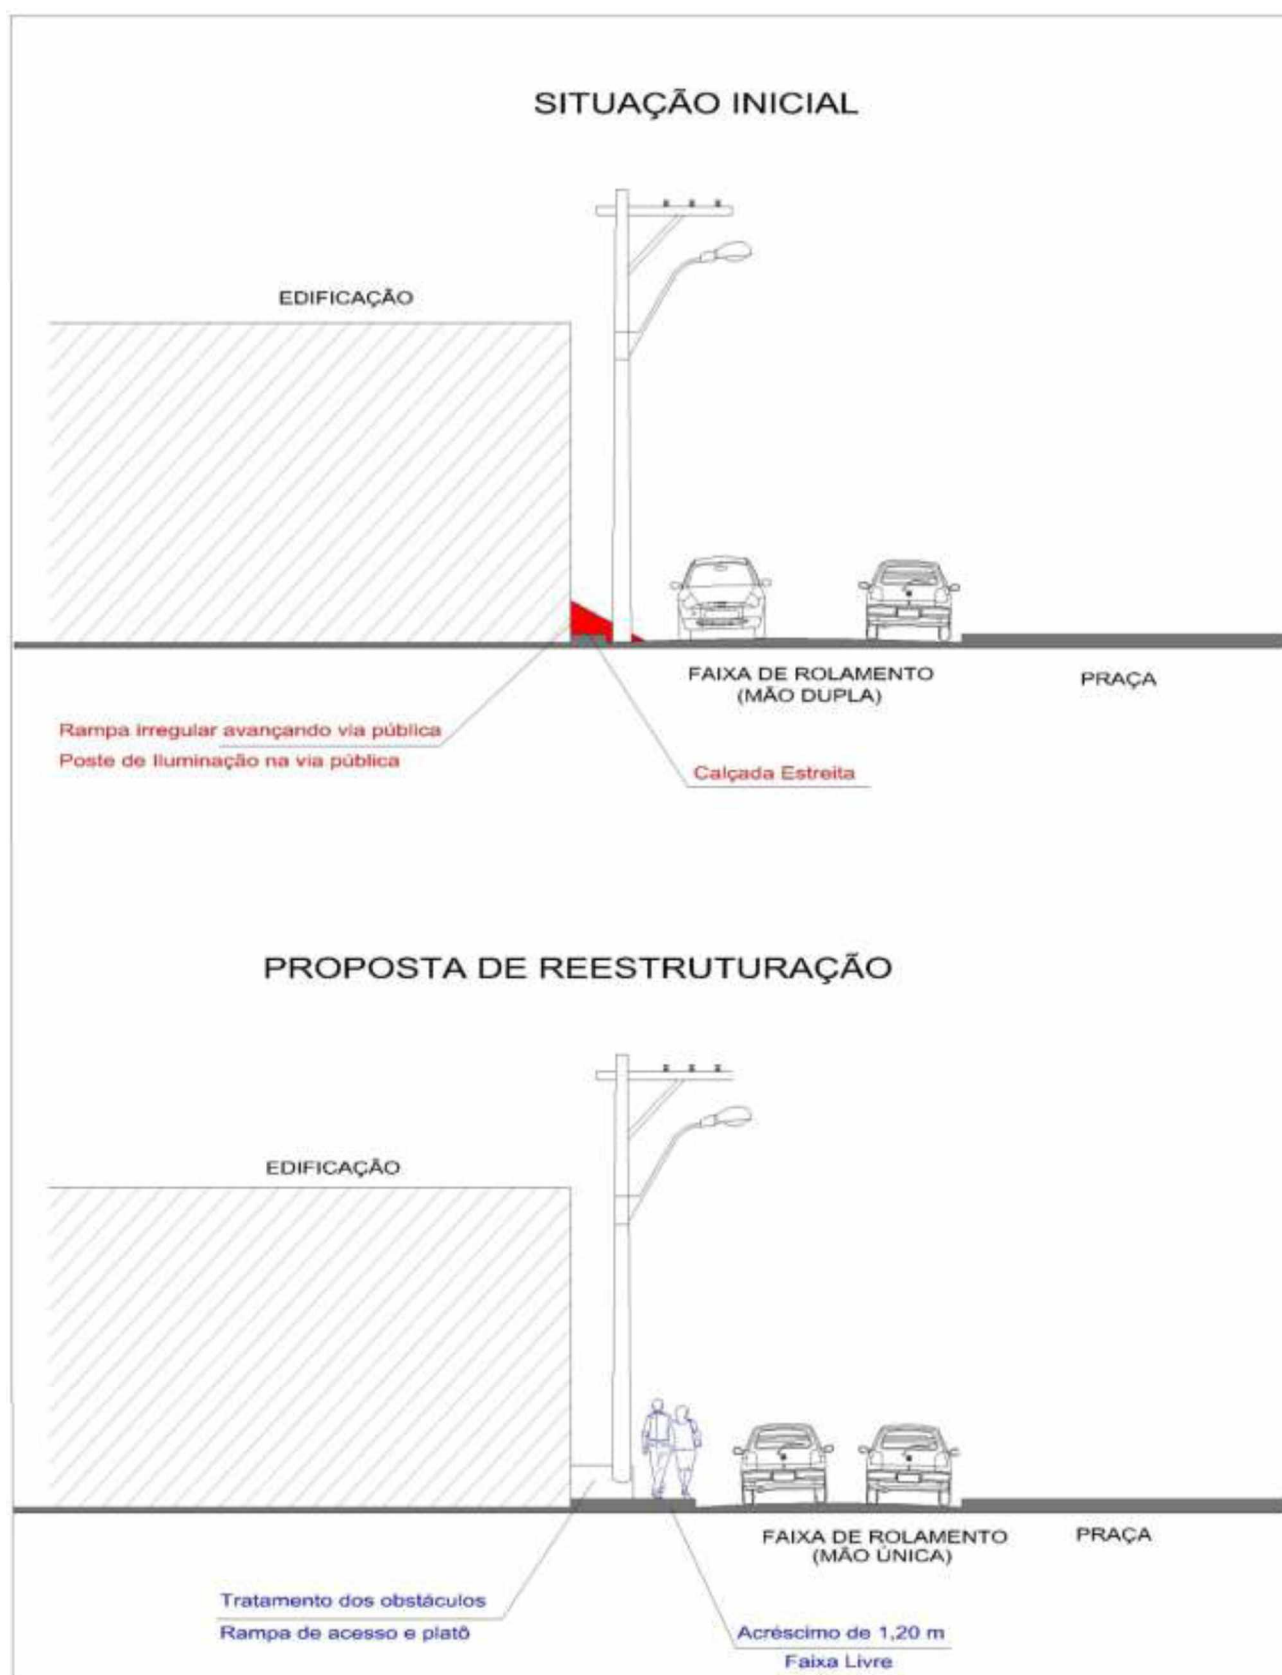 SITUAÇÃO INICIAL
EDIFICAÇÃO
FAIXA DE ROLAMENTO
(MÃO DUPLA)
PRAÇA
Rampa irregular avançando via pública
Poste de Iluminação na via pública
Calçada Estreita
PROPOSTA DE REESTRUTURAÇÃO
EDIFICAÇÃO
FAIXA DE ROLAMENTO
(MÃO ÚNICA)
PRAÇA
Tratamento dos obstáculos
Rampa de acesso e platô
Acréscimo de 1,20 m
Faixa Livre